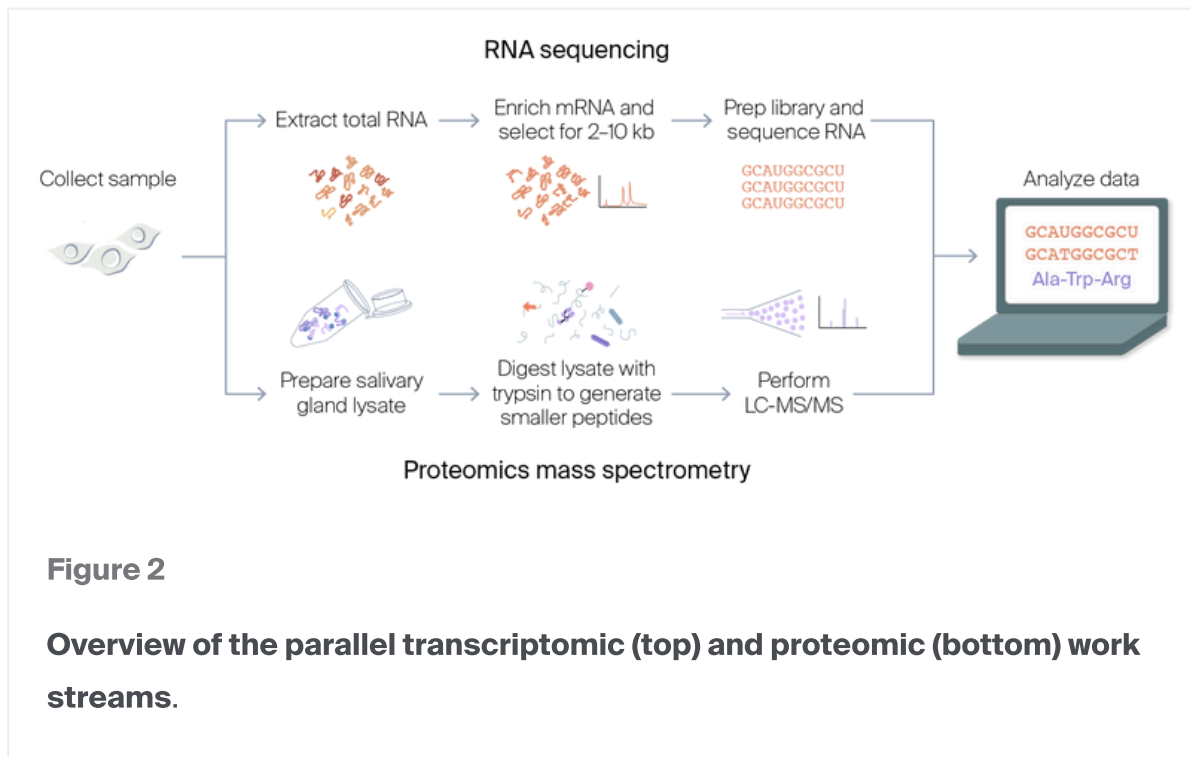 RNA sequencing
Collect sample
Extract total RNA
Enrich mRNA and
select for 2–10 kb
Prep library and
sequence RNA
GCAUGGCGCU
GCAUGGCGCU
GCAUGGCGCU
Prepare salivary
gland lysate
Digest lysate with
trypsin to generate
smaller peptides
Perform
LC-MS/MS
Analyze data
GCAUGGCGCU
GCATGGCGCT
Ala-Trp-Arg
Proteomics mass spectrometry
Figure 2
Overview of the parallel transcriptomic (top) and proteomic (bottom) work
streams.